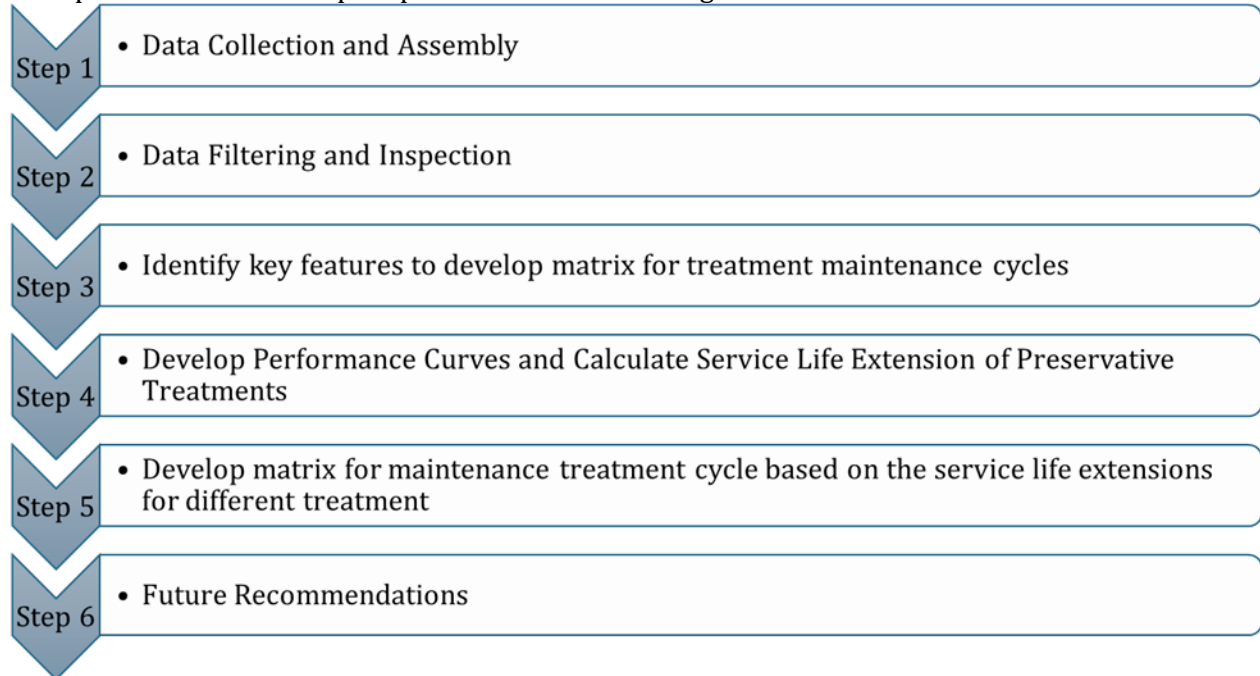 Step 1
• Data Collection and Assembly
Step 2
• Data Filtering and Inspection
Step 3
• Identify key features to develop matrix for treatment maintenance cycles
Step 4
• Develop Performance Curves and Calculate Service Life Extension of Preservative
Treatments
Step 5
• Develop matrix for maintenance treatment cycle based on the service life extensions
for different treatment
Step 6
• Future Recommendations